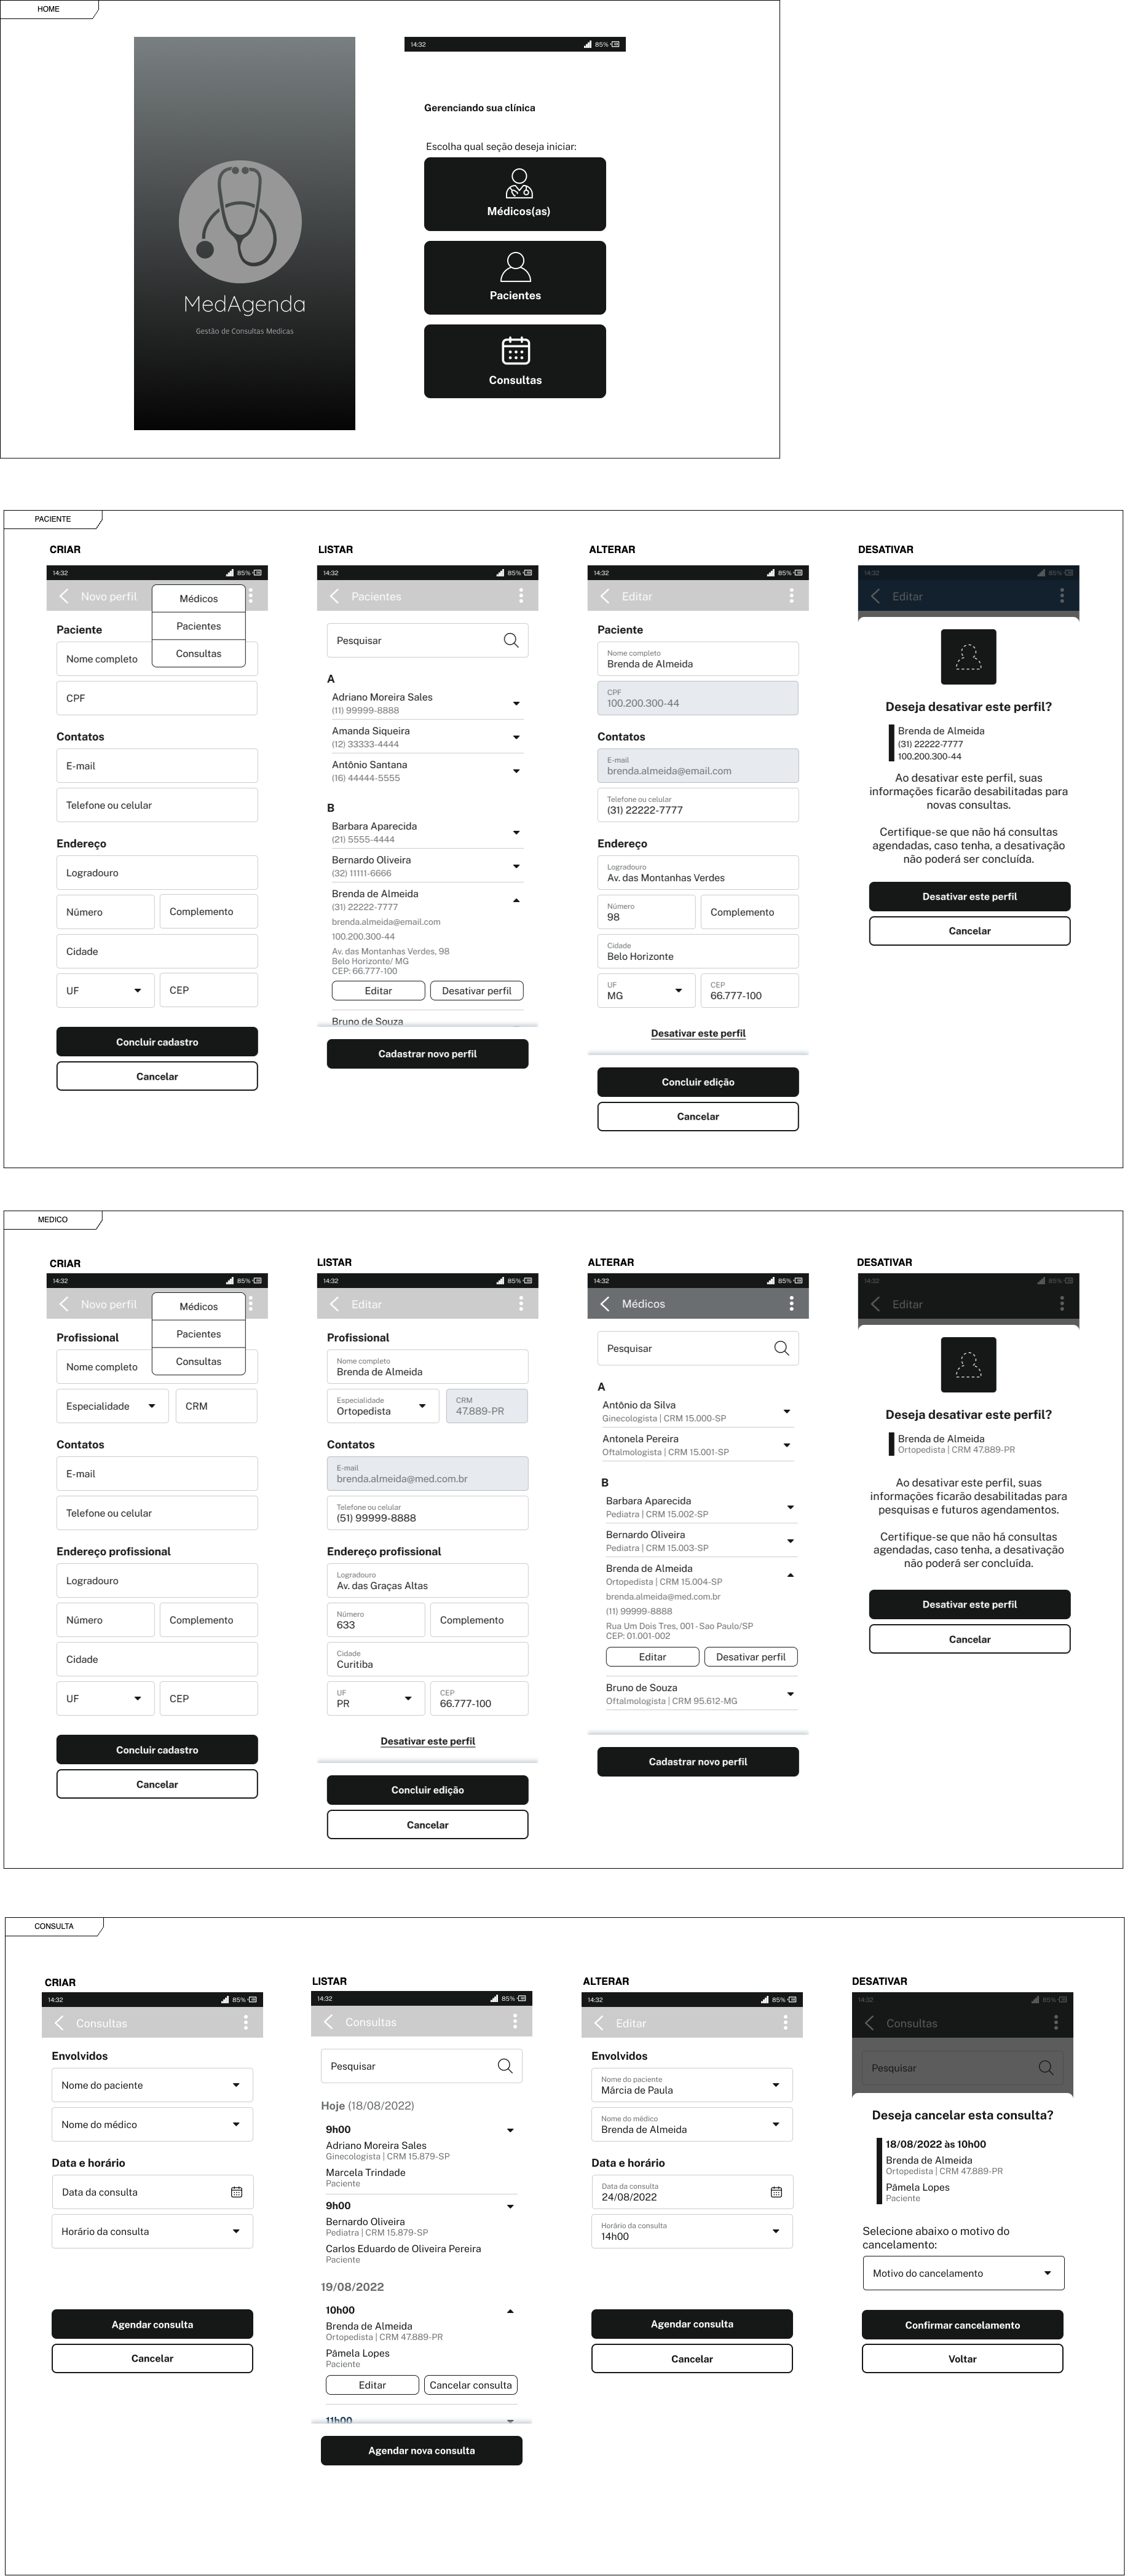 HOME
MedAgenda
Gestão de Consultas Medicas
14:32
85%
Gerenciando sua clínica
Escolha qual seção deseja iniciar:
Médicos(as)
Pacientes
Consultas
PACIENTE
CRIAR
14:32
85%
Novo perfil
Médicos
Pacientes
Consultas
Paciente
Nome completo
CPF
Contatos
E-mail
Telefone ou celular
Endereço
Logradouro
Número
Complemento
Cidade
UF
CEP
Concluir cadastro
Cancelar
LISTAR
14:32
85%
Pacientes
Pesquisar
A
Adriano Moreira Sales
(11) 99999-8888
Amanda Siqueira
(12) 33333-4444
Antônio Santana
(16) 44444-5555
B
Barbara Aparecida
(21) 5555-4444
Bernardo Oliveira
(32) 11111-6666
Brenda de Almeida
(31) 22222-7777
brenda.almeida@email.com
100.200.300-44
Av. das Montanhas Verdes, 98
Belo Horizonte/ MG
CEP: 66.777-100
Editar
Desativar perfil
Bruno de Souza
Cadastrar novo perfil
ALTERAR
14:32
85%
Editar
Paciente
Nome completo
Brenda de Almeida
CPF
100.200.300-44
Contatos
E-mail
brenda.almeida@email.com
Telefone ou celular
(31) 22222-7777
Endereço
Logradouro
Av. das Montanhas Verdes
Número
98
Complemento
Cidade
Belo Horizonte
UF
MG
CEP
66.777-100
Desativar este perfil
Concluir edição
Cancelar
DESATIVAR
14:32
85%
Editar
Deseja desativar este perfil?
Brenda de Almeida
(31) 22222-7777
100.200.300-44
Ao desativar este perfil, suas
informações ficarão desabilitadas para
novas consultas.
Certifique-se que não há consultas
agendadas, caso tenha, a desativação
não poderá ser concluída.
Desativar este perfil
Cancelar
MEDICO
CRIAR
14:32
85%
Novo perfil
Médicos
Pacientes
Consultas
Profissional
Nome completo
Especialidade
CRM
Contatos
E-mail
Telefone ou celular
Endereço profissional
Logradouro
Número
Complemento
Cidade
UF
CEP
Concluir cadastro
Cancelar
LISTAR
14:32
85%
Editar
Profissional
Nome completo
Brenda de Almeida
Especialidade
Ortopedista
CRM
47.889-PR
Contatos
E-mail
brenda.almeida@med.com.br
Telefone ou celular
(51) 99999-8888
Endereço profissional
Logradouro
Av. das Graças Altas
Número
633
Complemento
Cidade
Curitiba
UF
PR
CEP
66.777-100
Desativar este perfil
Concluir edição
Cancelar
ALTERAR
14:32
85%
Médicos
Pesquisar
A
Antônio da Silva
Ginecologista | CRM 15.000-SP
Antonela Pereira
Oftalmologista | CRM 15.001-SP
B
Barbara Aparecida
Pediatra | CRM 15.002-SP
Bernardo Oliveira
Pediatra | CRM 15.003-SP
Brenda de Almeida
Ortopedista | CRM 15.004-SP
brenda.almeida@med.com.br
(11) 99999-8888
Rua Um Dois Tres, 001 - Sao Paulo/SP
CEP: 01.001-002
Editar
Desativar perfil
Bruno de Souza
Oftalmologista | CRM 95.612-MG
Cadastrar novo perfil
DESATIVAR
14:32
85%
Editar
Deseja desativar este perfil?
Brenda de Almeida
Ortopedista | CRM 47.889-PR
Ao desativar este perfil, suas
informações ficarão desabilitadas para
pesquisas e futuros agendamentos.
Certifique-se que não há consultas
agendadas, caso tenha, a desativação
não poderá ser concluída.
Desativar este perfil
Cancelar
CONSULTA
CRIAR
14:32
85%
Consultas
Envolvidos
Nome do paciente
Nome do médico
Data e horário
Data da consulta
Horário da consulta
Agendar consulta
Cancelar
LISTAR
14:32
85%
Consultas
Pesquisar
Hoje (18/08/2022)
9h00
Adriano Moreira Sales
Ginecologista | CRM 15.879-SP
Marcela Trindade
Paciente
9h00
Bernardo Oliveira
Pediatra | CRM 15.879-SP
Carlos Eduardo de Oliveira Pereira
Paciente
19/08/2022
10h00
Brenda de Almeida
Ortopedista | CRM 47.889-PR
Pâmela Lopes
Paciente
Editar
Cancelar consulta
11h00
Agendar nova consulta
ALTERAR
14:32
85%
Editar
Envolvidos
Nome do paciente
Márcia de Paula
Nome do médico
Brenda de Almeida
Data e horário
Data da consulta
24/08/2022
Horário da consulta
14h00
Agendar consulta
Cancelar
DESATIVAR
14:32
85%
Consultas
Pesquisar
Deseja cancelar esta consulta?
18/08/2022 às 10h00
Brenda de Almeida
Ortopedista | CRM 47.889-PR
Pâmela Lopes
Paciente
Selecione abaixo o motivo do
cancelamento:
Motivo do cancelamento
Confirmar cancelamento
Voltar